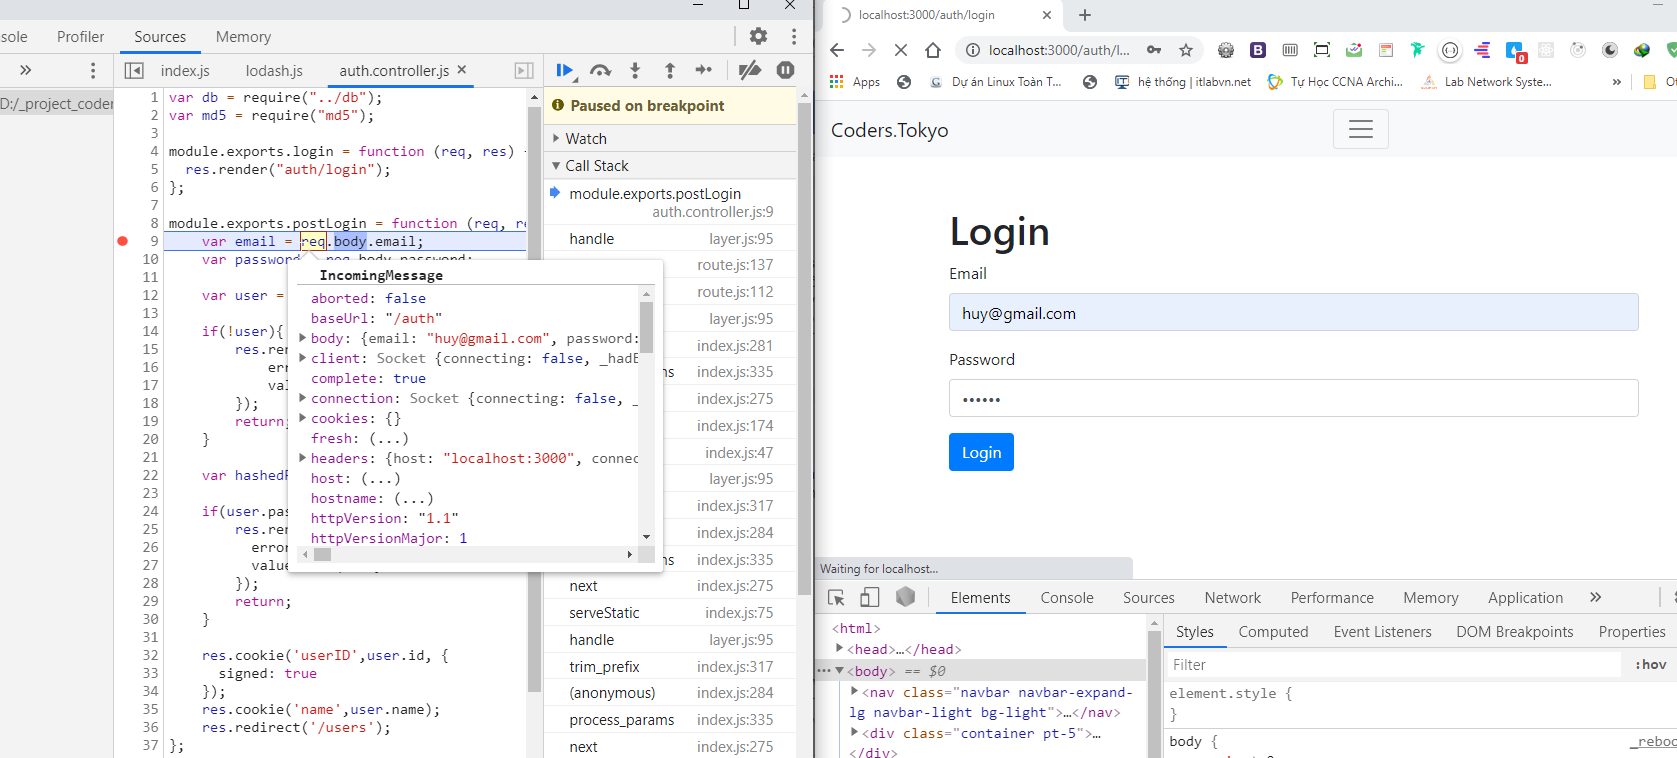 sole Profiler Sources Memory
index.js lodash.js auth.controller.js
D:/_project_coder
1 var db = require("../db");
2 var md5 = require("md5");
3
4 module.exports.login = function (req, res)
5 res.render("auth/login");
6 };
7
8 module.exports.postLogin = function (req, re
9 var email = req.body.email;
10 var password = req.body.password;
11
12 var user =
13
14 if(!user){
15 res.ren
16 err
17 val
18 });
19 return;
20 }
21
22 var hashedP
23
24 if(user.pas
25 res.ren
26 error
27 value
28 });
29 return;
30 }
31
32 res.cookie('userID',user.id, {
33 signed: true
34 });
35 res.cookie('name',user.name);
36 res.redirect('/users');
37 };
IncomingMessage
aborted: false
baseUrl: "/auth"
body: {email: "huy@gmail.com", password:
client: Socket {connecting: false, _hadE
complete: true
connection: Socket {connecting: false, _
cookies: {}
fresh: (...)
headers: {host: "localhost:3000", connec
host: (...)
hostname: (...)
httpVersion: "1.1"
httpVersionMajor: 1
Paused on breakpoint
Watch
Call Stack
module.exports.postLogin
auth.controller.js:9
handle layer.js:95
route.js:137
route.js:112
layer.js:95
index.js:281
ns index.js:335
index.js:275
index.js:174
index.js:47
layer.js:95
index.js:317
index.js:284
ns index.js:335
next index.js:275
serveStatic index.js:75
handle layer.js:95
trim_prefix index.js:317
(anonymous) index.js:284
process_params index.js:335
next index.js:275
localhost:3000/auth/login
localhost:3000/auth/l...
0
Apps Dự án Linux Toàn T... hệ thống | itlabvn.net Tự Học CCNA Archi... Lab Network Syste... » Ot
Coders.Tokyo
Login
Email
huy@gmail.com
Password
••••••
Login
Waiting for localhost...
Elements Console Sources Network Performance Memory Application »
<html>
<head>…</head>
<body> == $0
<nav class="navbar navbar-expand-
lg navbar-light bg-light">…</nav>
<div class="container pt-5">…
</div>
Styles Computed Event Listeners DOM Breakpoints Properties
Filter :hov
element.style {
}
body { _reboo